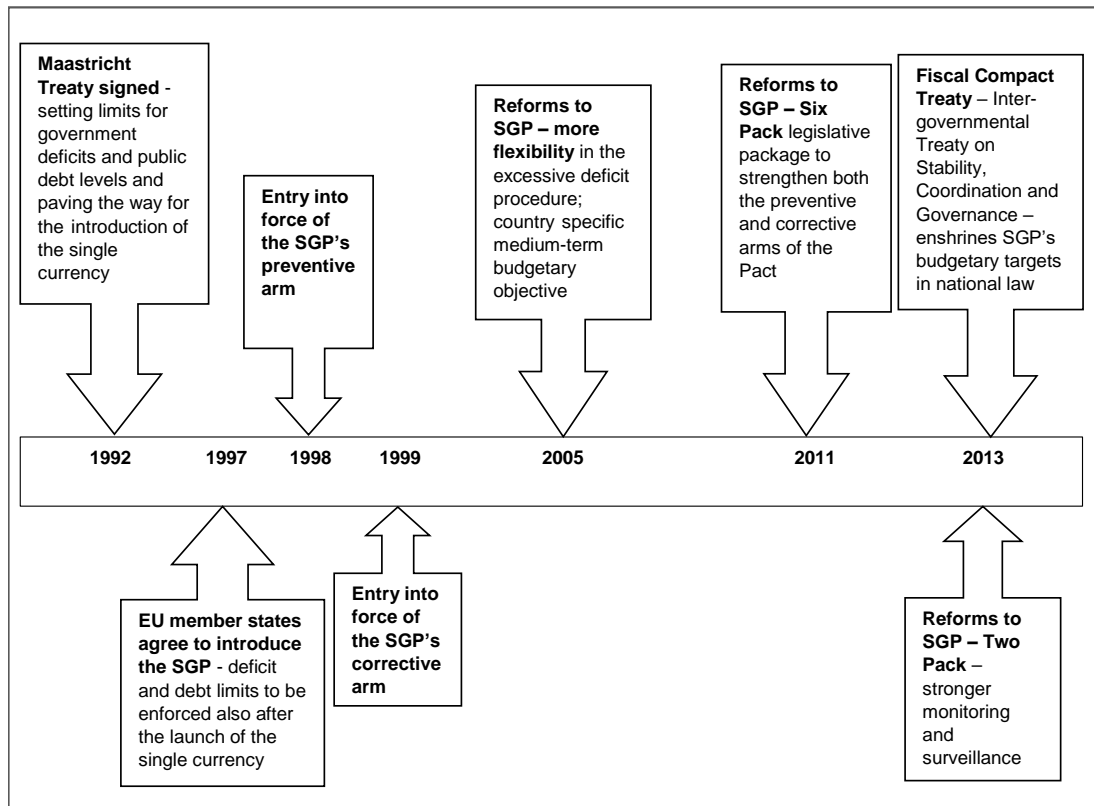 Maastricht
Treaty signed -
setting limits for
government
deficits and public
debt levels and
paving the way for
the introduction of
the single
currency
Entry into
force of
the SGP's
preventive
arm
Reforms to
SGP – more
flexibility in the
excessive deficit
procedure;
country specific
medium-term
budgetary
objective
Reforms to
SGP – Six
Pack legislative
package to
strengthen both
the preventive
and corrective
arms of the
Pact
Fiscal Compact
Treaty – Inter-
governmental
Treaty on
Stability,
Coordination and
Governance –
enshrines SGP's
budgetary targets
in national law
1992 1997 1998 1999 2005 2011 2013
EU member states
agree to introduce
the SGP - deficit
and debt limits to be
enforced also after
the launch of the
single currency
Entry into
force of
the SGP's
corrective
arm
Reforms to
SGP – Two
Pack –
stronger
monitoring
and
surveillance